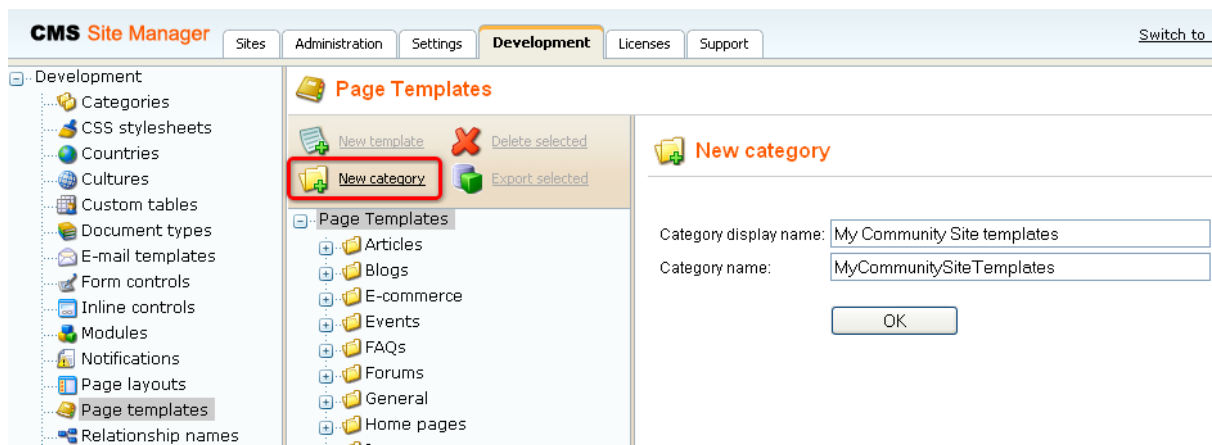 CMS Site Manager
Sites
Administration
Settings
Development
Licenses
Support
Switch to
Development
Categories
CSS stylesheets
Countries
Cultures
Custom tables
Document types
E-mail templates
Form controls
Inline controls
Modules
Notifications
Page layouts
Page templates
Relationship names
Page Templates
New template
Delete selected
New category
Export selected
Page Templates
Articles
Blogs
E-commerce
Events
FAQs
Forums
General
Home pages
New category
Category display name: My Community Site templates
Category name: MyCommunitySiteTemplates
OK